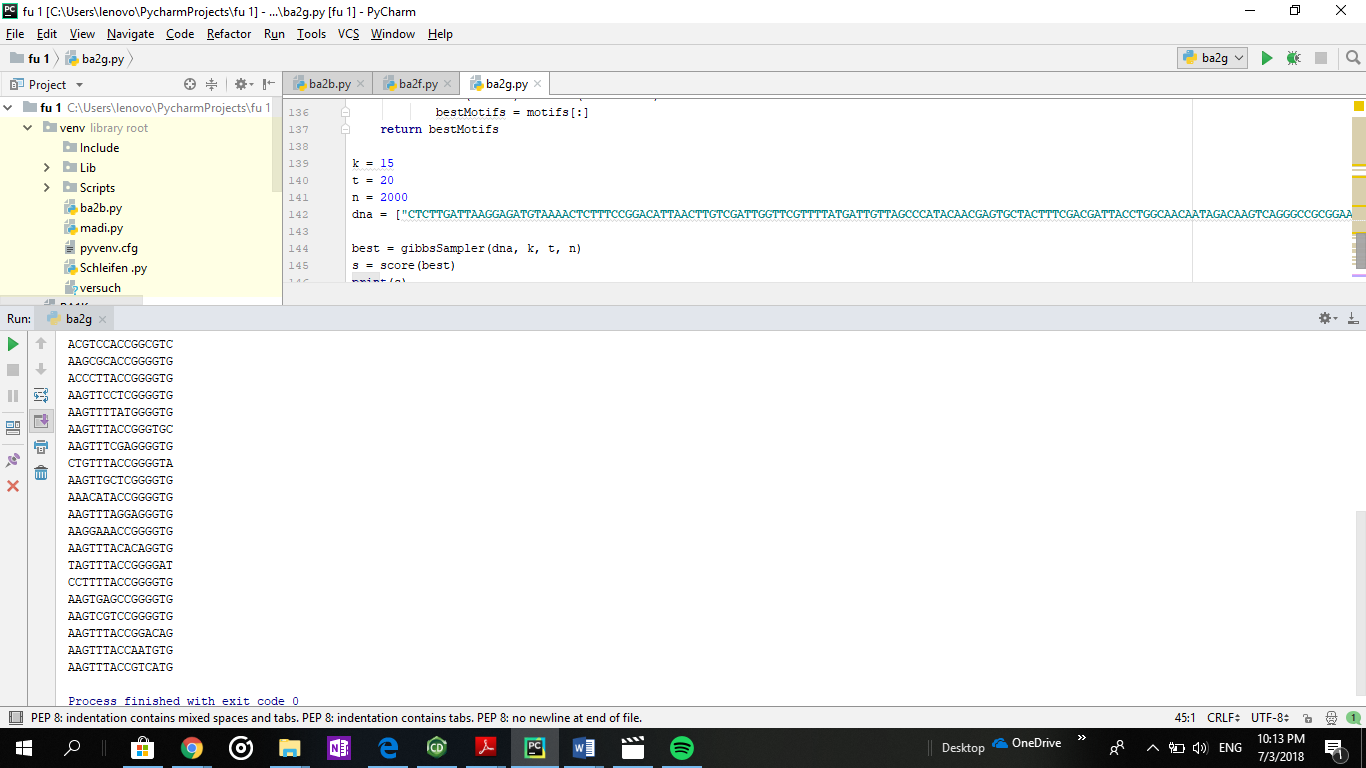 fu 1 [C:\Users\lenovo\PycharmProjects\fu 1] - ...\ba2g.py [fu 1] - PyCharm
File Edit View Navigate Code Refactor Run Tools VCS Window Help
fu 1 ba2g.py ba2g
Project ba2b.py ba2f.py ba2g.py
fu 1 C:\Users\lenovo\PycharmProjects\fu 1
venv library root
Include
Lib
Scripts
ba2b.py
madi.py
pyvenv.cfg
Schleifen .py
versuch
136 bestMotifs = motifs[:]
137 return bestMotifs
138
139 k = 15
140 t = 20
141 n = 2000
142 dna = ["CTCTTGATTAAGGAGATGTAAAACTCTTTCCGGACATTAACTTGTCGATTGGTTCGTTTTATGATTGTTAGCCCATACAACGAGTGCTACTTTCGACGATTACCTGGCAACAATAGACAAGTCAGGGCCGCGGAA
143
144 best = gibbsSampler(dna, k, t, n)
145 s = score(best)
146 print(s)
Run: ba2g
ACGTCCACCGGCGTC
AAGCGCACCGGGGTG
ACCCTTACCGGGGTG
AAGTTCCTCGGGGTG
AAGTTTTATGGGGTG
AAGTTTACCGGGTGC
AAGTTTCGAGGGGTG
CTGTTTACCGGGGTA
AAGTTGCTCGGGGTG
AAACATACCGGGGTG
AAGTTTAGGAGGGTG
AAGGAAACCGGGGTG
AAGTTTACACAGGTG
TAGTTTACCGGGGAT
CCTTTTACCGGGGTG
AAGTGAGCCGGGGTG
AAGTCGTCCGGGGTG
AAGTTTACCGGACAG
AAGTTTACCAATGTG
AAGTTTACCGTCATG
Process finished with exit code 0
PEP 8: indentation contains mixed spaces and tabs. PEP 8: indentation contains tabs. PEP 8: no newline at end of file. 45:1 CRLF UTF-8 1
Desktop OneDrive ENG 10:13 PM
7/3/2018 1